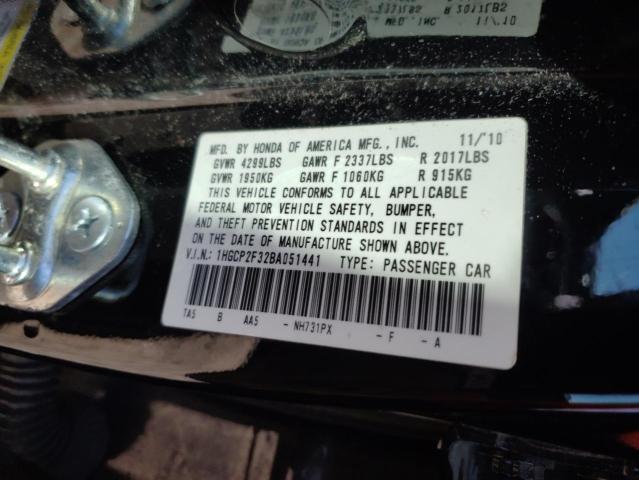 MFD. BY HONDA OF AMERICA MFG., INC. 11/'10
GVWR 4299LBS GAWR F 2337LBS R 2017LBS
GVWR 1950KG GAWR F 1060KG R 915KG
THIS VEHICLE CONFORMS TO ALL APPLICABLE
FEDERAL MOTOR VEHICLE SAFETY, BUMPER,
AND THEFT PREVENTION STANDARDS IN EFFECT
ON THE DATE OF MANUFACTURE SHOWN ABOVE.
V.I.N.: 1HGCP2F32BA051441 TYPE: PASSENGER CAR
TA5 B AA5 - NH731PX - F - A